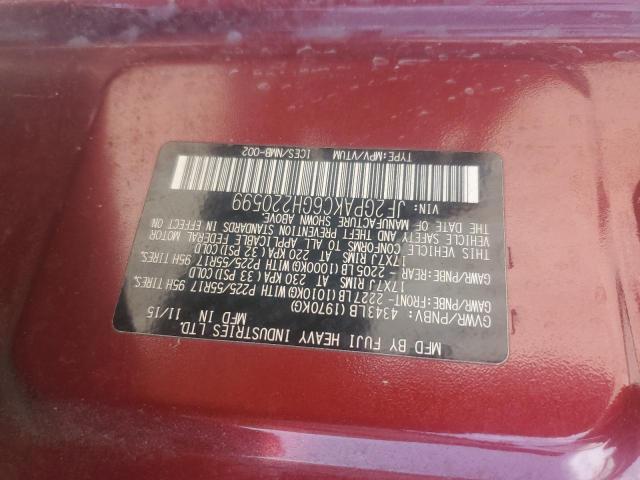 MFD BY FUJI HEAVY INDUSTRIES LTD.
MFD IN 11/15
GVWR/PNBV: 4343LB(1970KG)
GAWR/PNBE:FRONT-2227LB(1010KG)WITH P225/55R17 95H TIRES,
17X7J RIMS AT 230 KPA( 33 PSI)COLD
GAWR/PNBE:REAR -2205LB(1000KG)WITH P225/55R17 95H TIRES
17X7J RIMS AT 220 KPA( 32 PSI)COLD
THIS VEHICLE CONFORMS TO ALL APPLICABLE FEDERAL MOTOR
VEHICLE SAFETY AND THEFT PREVENTION STANDARDS IN EFFECT
ON THE DATE OF MANUFACTURE SHOWN ABOVE.
VIN: JF2GPAKC6GH220599
TYPE:MPV/VTUM ICES/NMB-002